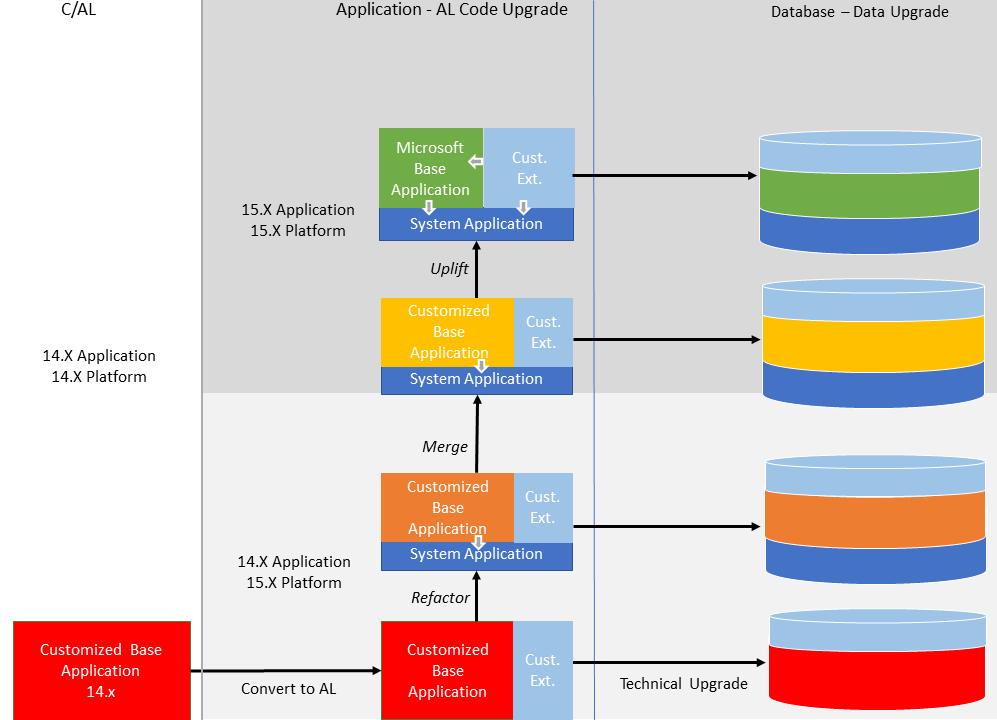 C/AL
Application - AL Code Upgrade
Database – Data Upgrade
Microsoft
Base
Application
Cust.
Ext.
System Application
15.X Application
15.X Platform
Uplift
Customized
Base
Application
Cust.
Ext.
System Application
14.X Application
14.X Platform
Merge
Customized
Base
Application
Cust.
Ext.
System Application
14.X Application
15.X Platform
Refactor
Customized Base
Application
14.x
Convert to AL
Customized
Base
Application
Cust.
Ext.
Technical Upgrade